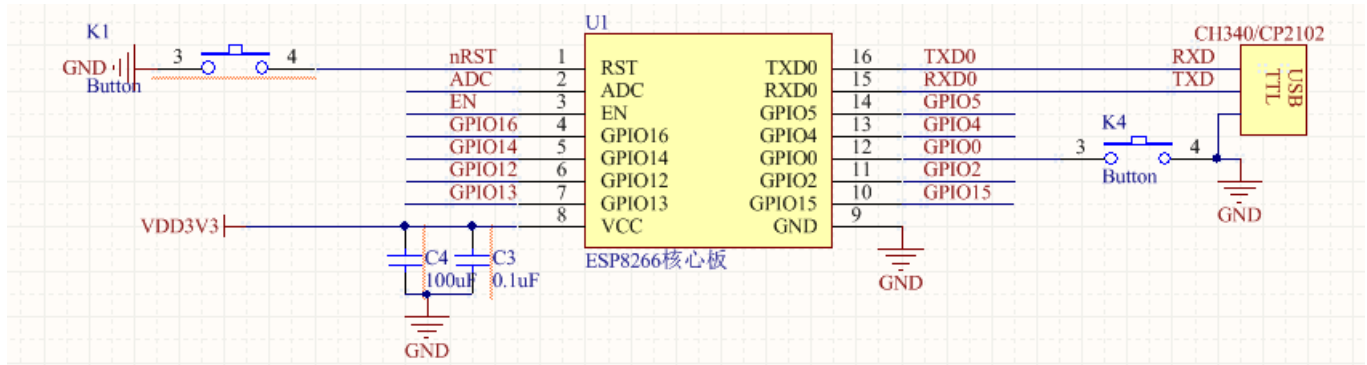 K1
GND
3
4
Button
nRST
ADC
EN
GPIO16
GPIO14
GPIO12
GPIO13
VDD3V3
1
2
3
4
5
6
7
8
U1
RST
ADC
EN
GPIO16
GPIO14
GPIO12
GPIO13
VCC
TXD0
RXD0
GPIO5
GPIO4
GPIO0
GPIO2
GPIO15
GND
ESP8266核心板
16
15
14
13
12
11
10
9
TXD0
RXD0
GPIO5
GPIO4
GPIO0
GPIO2
GPIO15
GND
CH340/CP2102
RXD
TXD
USB
TTL
K4
3
4
Button
GND
C4
100uF
C3
0.1uF
GND